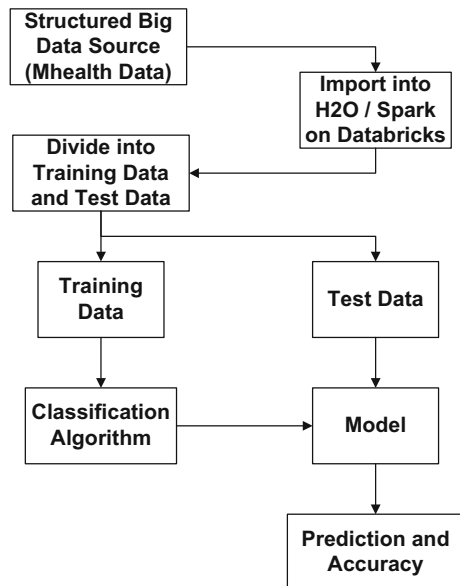 Structured Big
Data Source
(Mhealth Data)
Import into
H2O / Spark
on Databricks
Divide into
Training Data
and Test Data
Training
Data
Test Data
Classification
Algorithm
Model
Prediction and
Accuracy